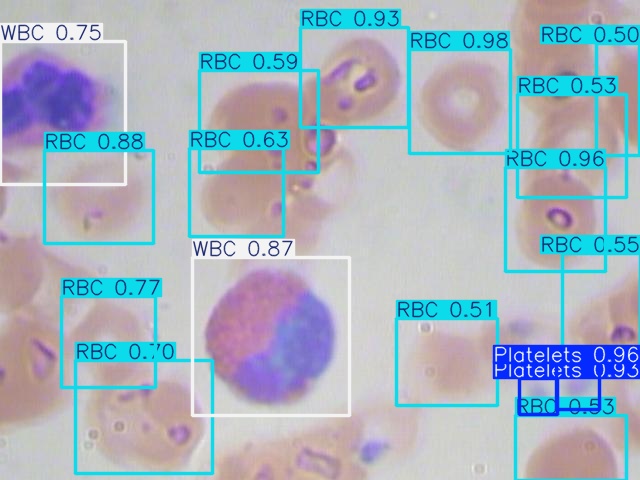 WBC 0.75
RBC 0.93
RBC 0.98
RBC 0.50
RBC 0.59
RBC 0.53
RBC 0.88
RBC 0.63
RBC 0.96
WBC 0.87
RBC 0.55
RBC 0.77
RBC 0.51
RBC 0.70
Platelets 0.96
Platelets 0.93
RBC 0.53